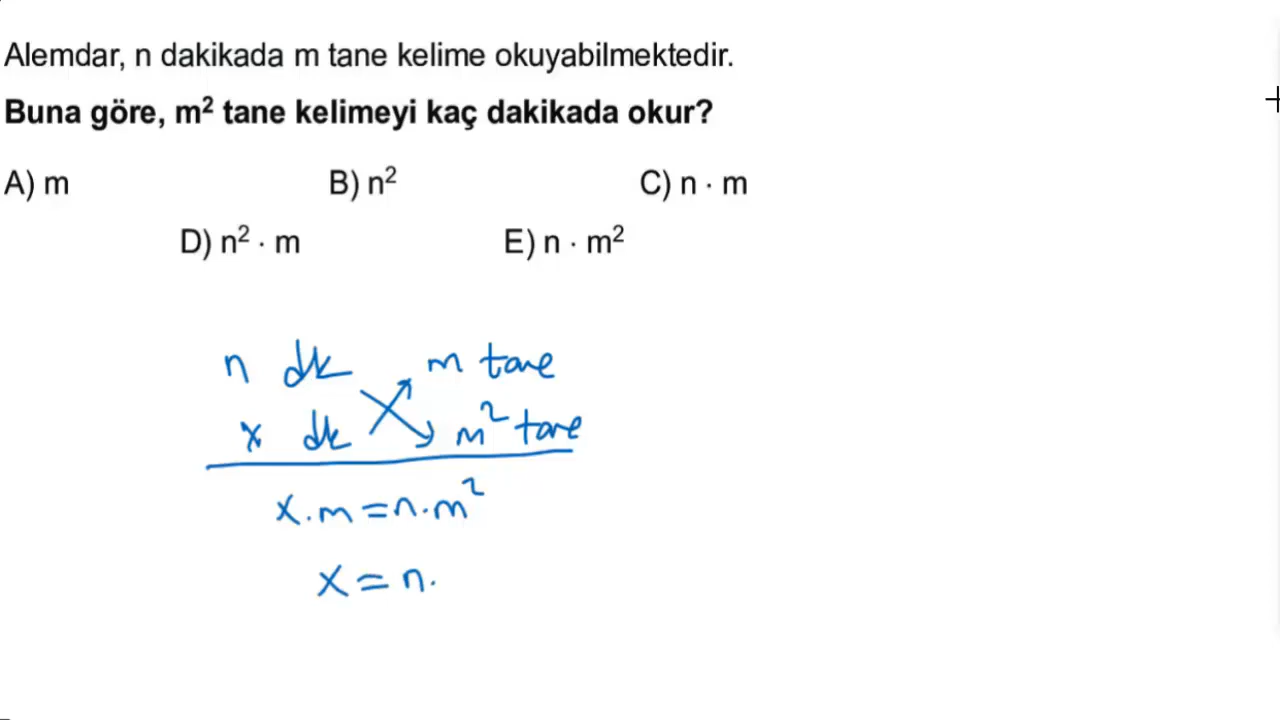 Alemdar, n dakikada m tane kelime okuyabilmektedir.
Buna göre, m² tane kelimeyi kaç dakikada okur?
A) m B) n² C) n · m
D) n² · m E) n · m²
n dk m tane
x dk m² tane
x.m=n.m²
x=n.